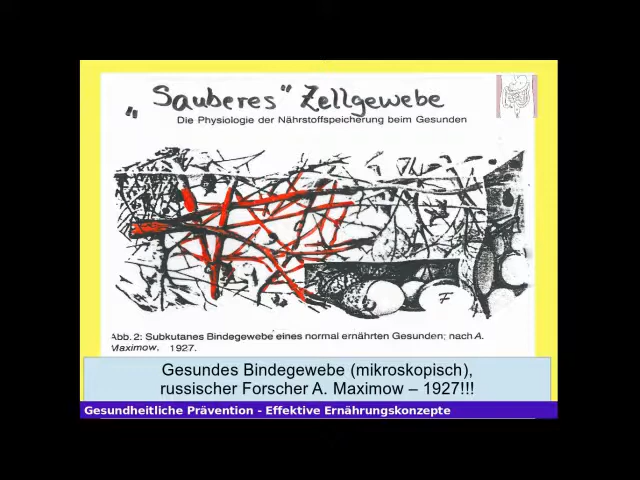 „Sauberes“ Zellgewebe
Die Physiologie der Nährstoffspeicherung beim Gesunden
F
Abb. 2: Subkutanes Bindegewebe eines normal ernährten Gesunden; nach A.
Maximow, 1927.
Gesundes Bindegewebe (mikroskopisch),
russischer Forscher A. Maximow – 1927!!!
Gesundheitliche Prävention - Effektive Ernährungskonzepte